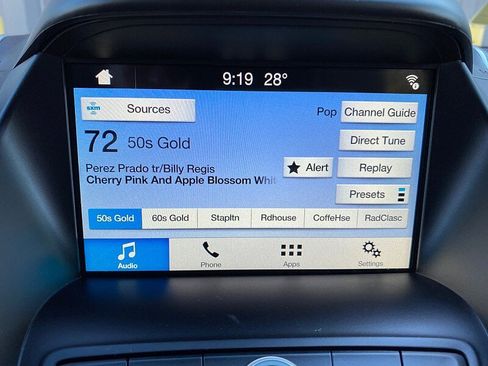 9:19 28°
sxm Sources
Pop Channel Guide
72 50s Gold
Direct Tune
Perez Prado tr/Billy Regis
Alert Replay
Cherry Pink And Apple Blossom Whit
Presets
50s Gold 60s Gold Stapltn Rdhouse CoffeHse RadClasc
Audio Phone Apps Settings